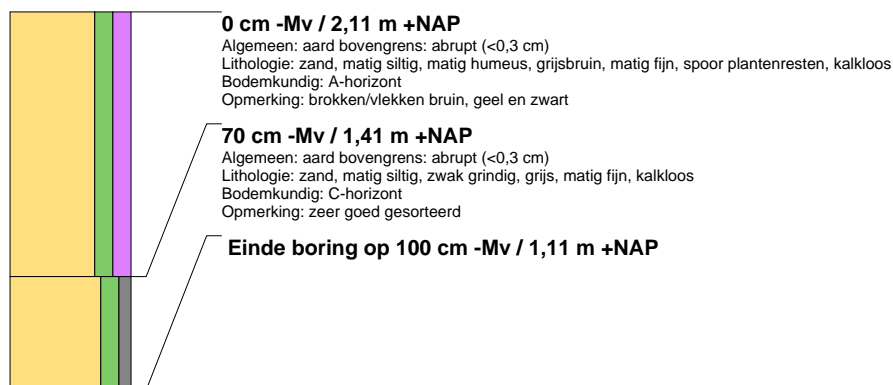 0 cm -Mv / 2,11 m +NAP
Algemeen: aard bovengrens: abrupt (<0,3 cm)
Lithologie: zand, matig siltig, matig humeus, grijsbruin, matig fijn, spoor plantenresten, kalkloos
Bodemkundig: A-horizont
Opmerking: brokken/vlekken bruin, geel en zwart
70 cm -Mv / 1,41 m +NAP
Algemeen: aard bovengrens: abrupt (<0,3 cm)
Lithologie: zand, matig siltig, zwak grindig, grijs, matig fijn, kalkloos
Bodemkundig: C-horizont
Opmerking: zeer goed gesorteerd
Einde boring op 100 cm -Mv / 1,11 m +NAP